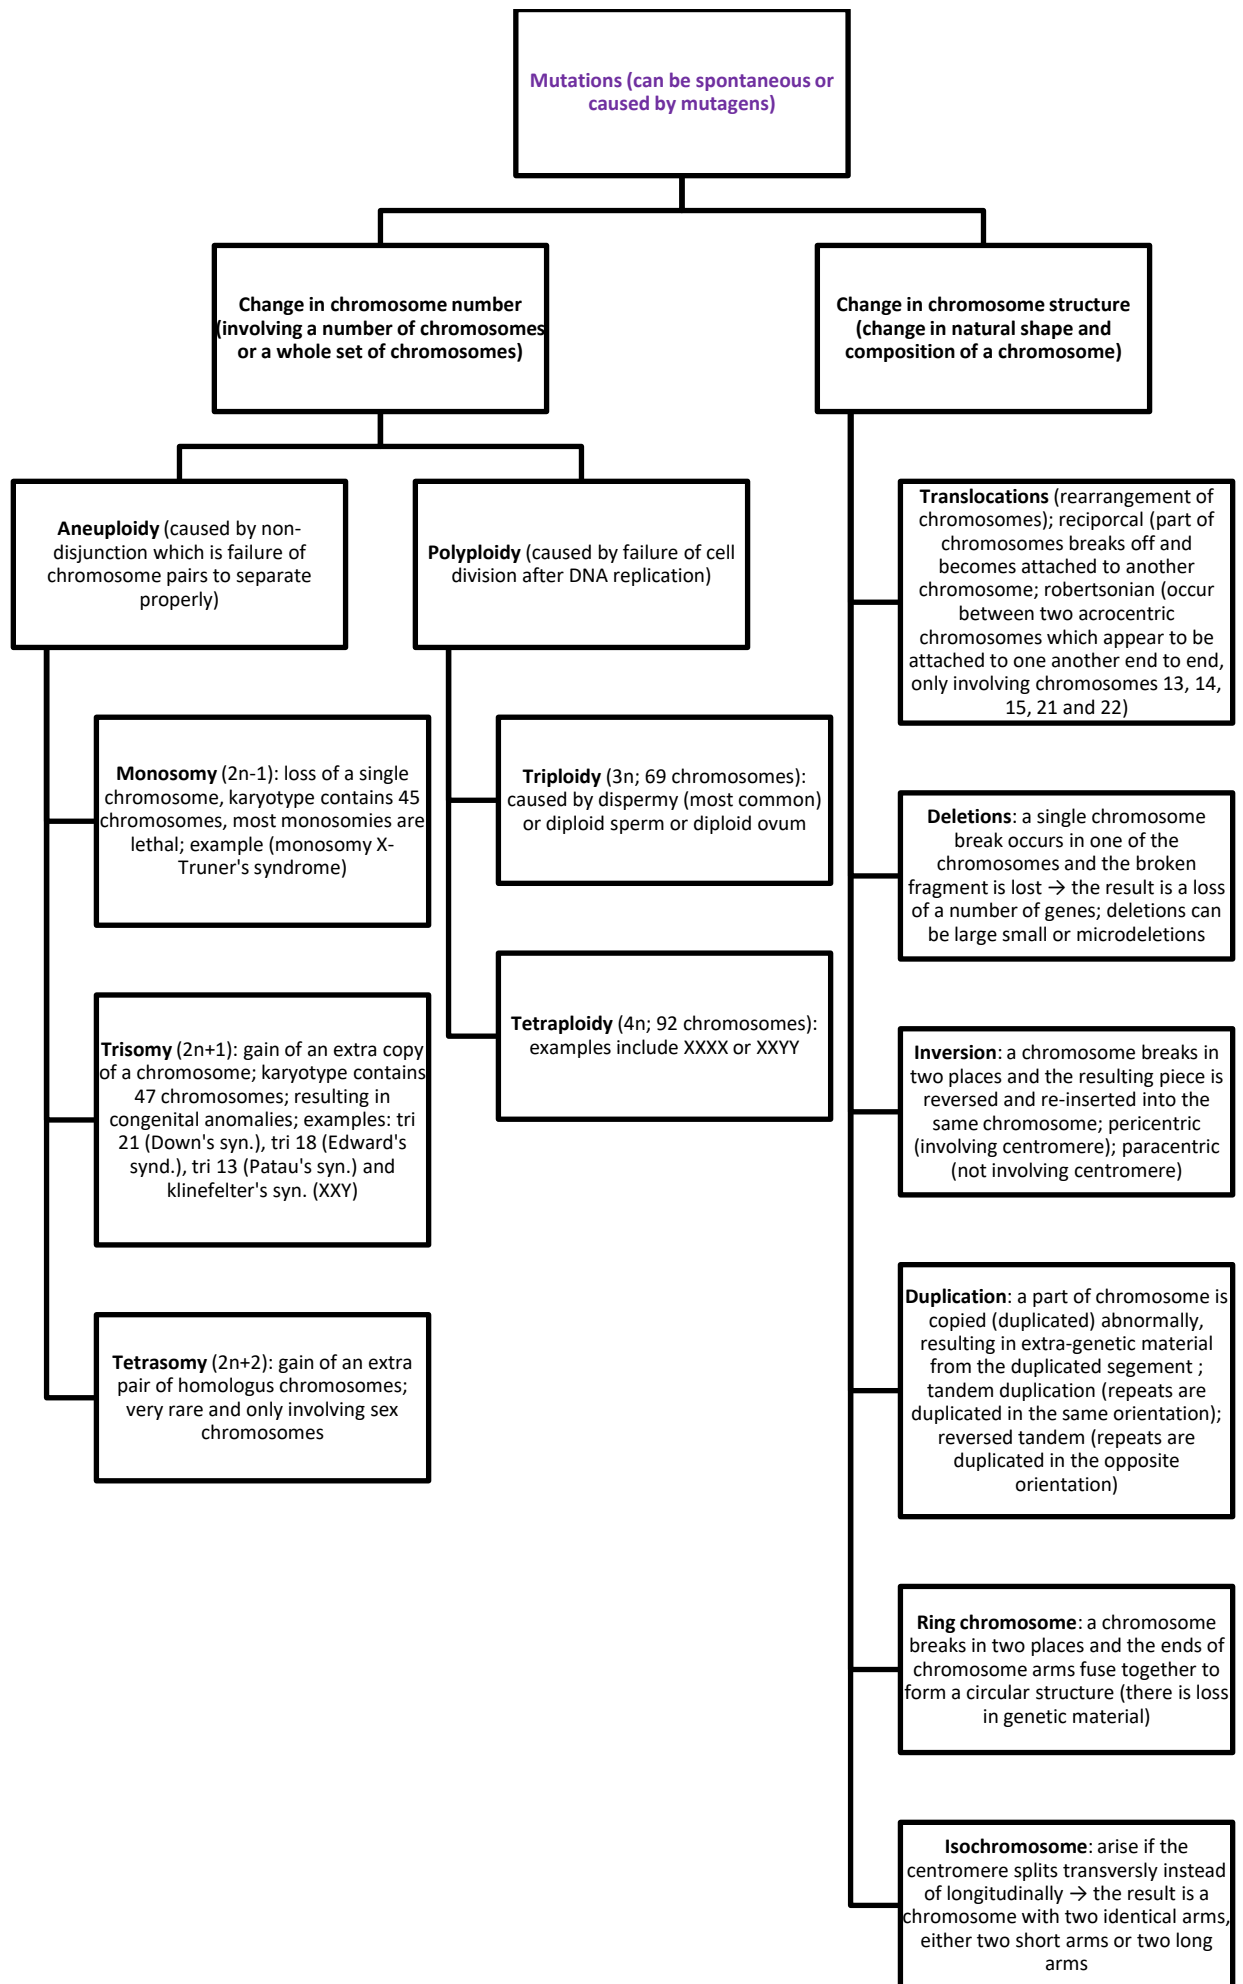 Mutations (can be spontaneous or
caused by mutagens)
Change in chromosome number
(involving a number of chromosomes
or a whole set of chromosomes)
Change in chromosome structure
(change in natural shape and
composition of a chromosome)
Aneuploidy (caused by non-
disjunction which is failure of
chromosome pairs to separate
properly)
Monosomy (2n-1): loss of a single
chromosome, karyotype contains 45
chromosomes, most monosomies are
lethal; example (monosomy X-
Truner's syndrome)
Trisomy (2n+1): gain of an extra copy
of a chromosome; karyotype contains
47 chromosomes; resulting in
congenital anomalies; examples: tri
21 (Down's syn.), tri 18 (Edward's
synd.), tri 13 (Patau's syn.) and
klinefelter's syn. (XXY)
Tetrasomy (2n+2): gain of an extra
pair of homologus chromosomes;
very rare and only involving sex
chromosomes
Polyploidy (caused by failure of cell
division after DNA replication)
Triploidy (3n; 69 chromosomes):
caused by dispermy (most common)
or diploid sperm or diploid ovum
Tetraploidy (4n; 92 chromosomes):
examples include XXXX or XXYY
Translocations (rearrangement of
chromosomes); reciporcal (part of
chromosomes breaks off and
becomes attached to another
chromosome; robertsonian (occur
between two acrocentric
chromosomes which appear to be
attached to one another end to end,
only involving chromosomes 13, 14,
15, 21 and 22)
Deletions: a single chromosome
break occurs in one of the
chromosomes and the broken
fragment is lost → the result is a loss
of a number of genes; deletions can
be large small or microdeletions
Inversion: a chromosome breaks in
two places and the resulting piece is
reversed and re-inserted into the
same chromosome; pericentric
(involving centromere); paracentric
(not involving centromere)
Duplication: a part of chromosome is
copied (duplicated) abnormally,
resulting in extra-genetic material
from the duplicated segement ;
tandem duplication (repeats are
duplicated in the same orientation);
reversed tandem (repeats are
duplicated in the opposite
orientation)
Ring chromosome: a chromosome
breaks in two places and the ends of
chromosome arms fuse together to
form a circular structure (there is loss
in genetic material)
Isochromosome: arise if the
centromere splits transversly instead
of longitudinally → the result is a
chromosome with two identical arms,
either two short arms or two long
arms